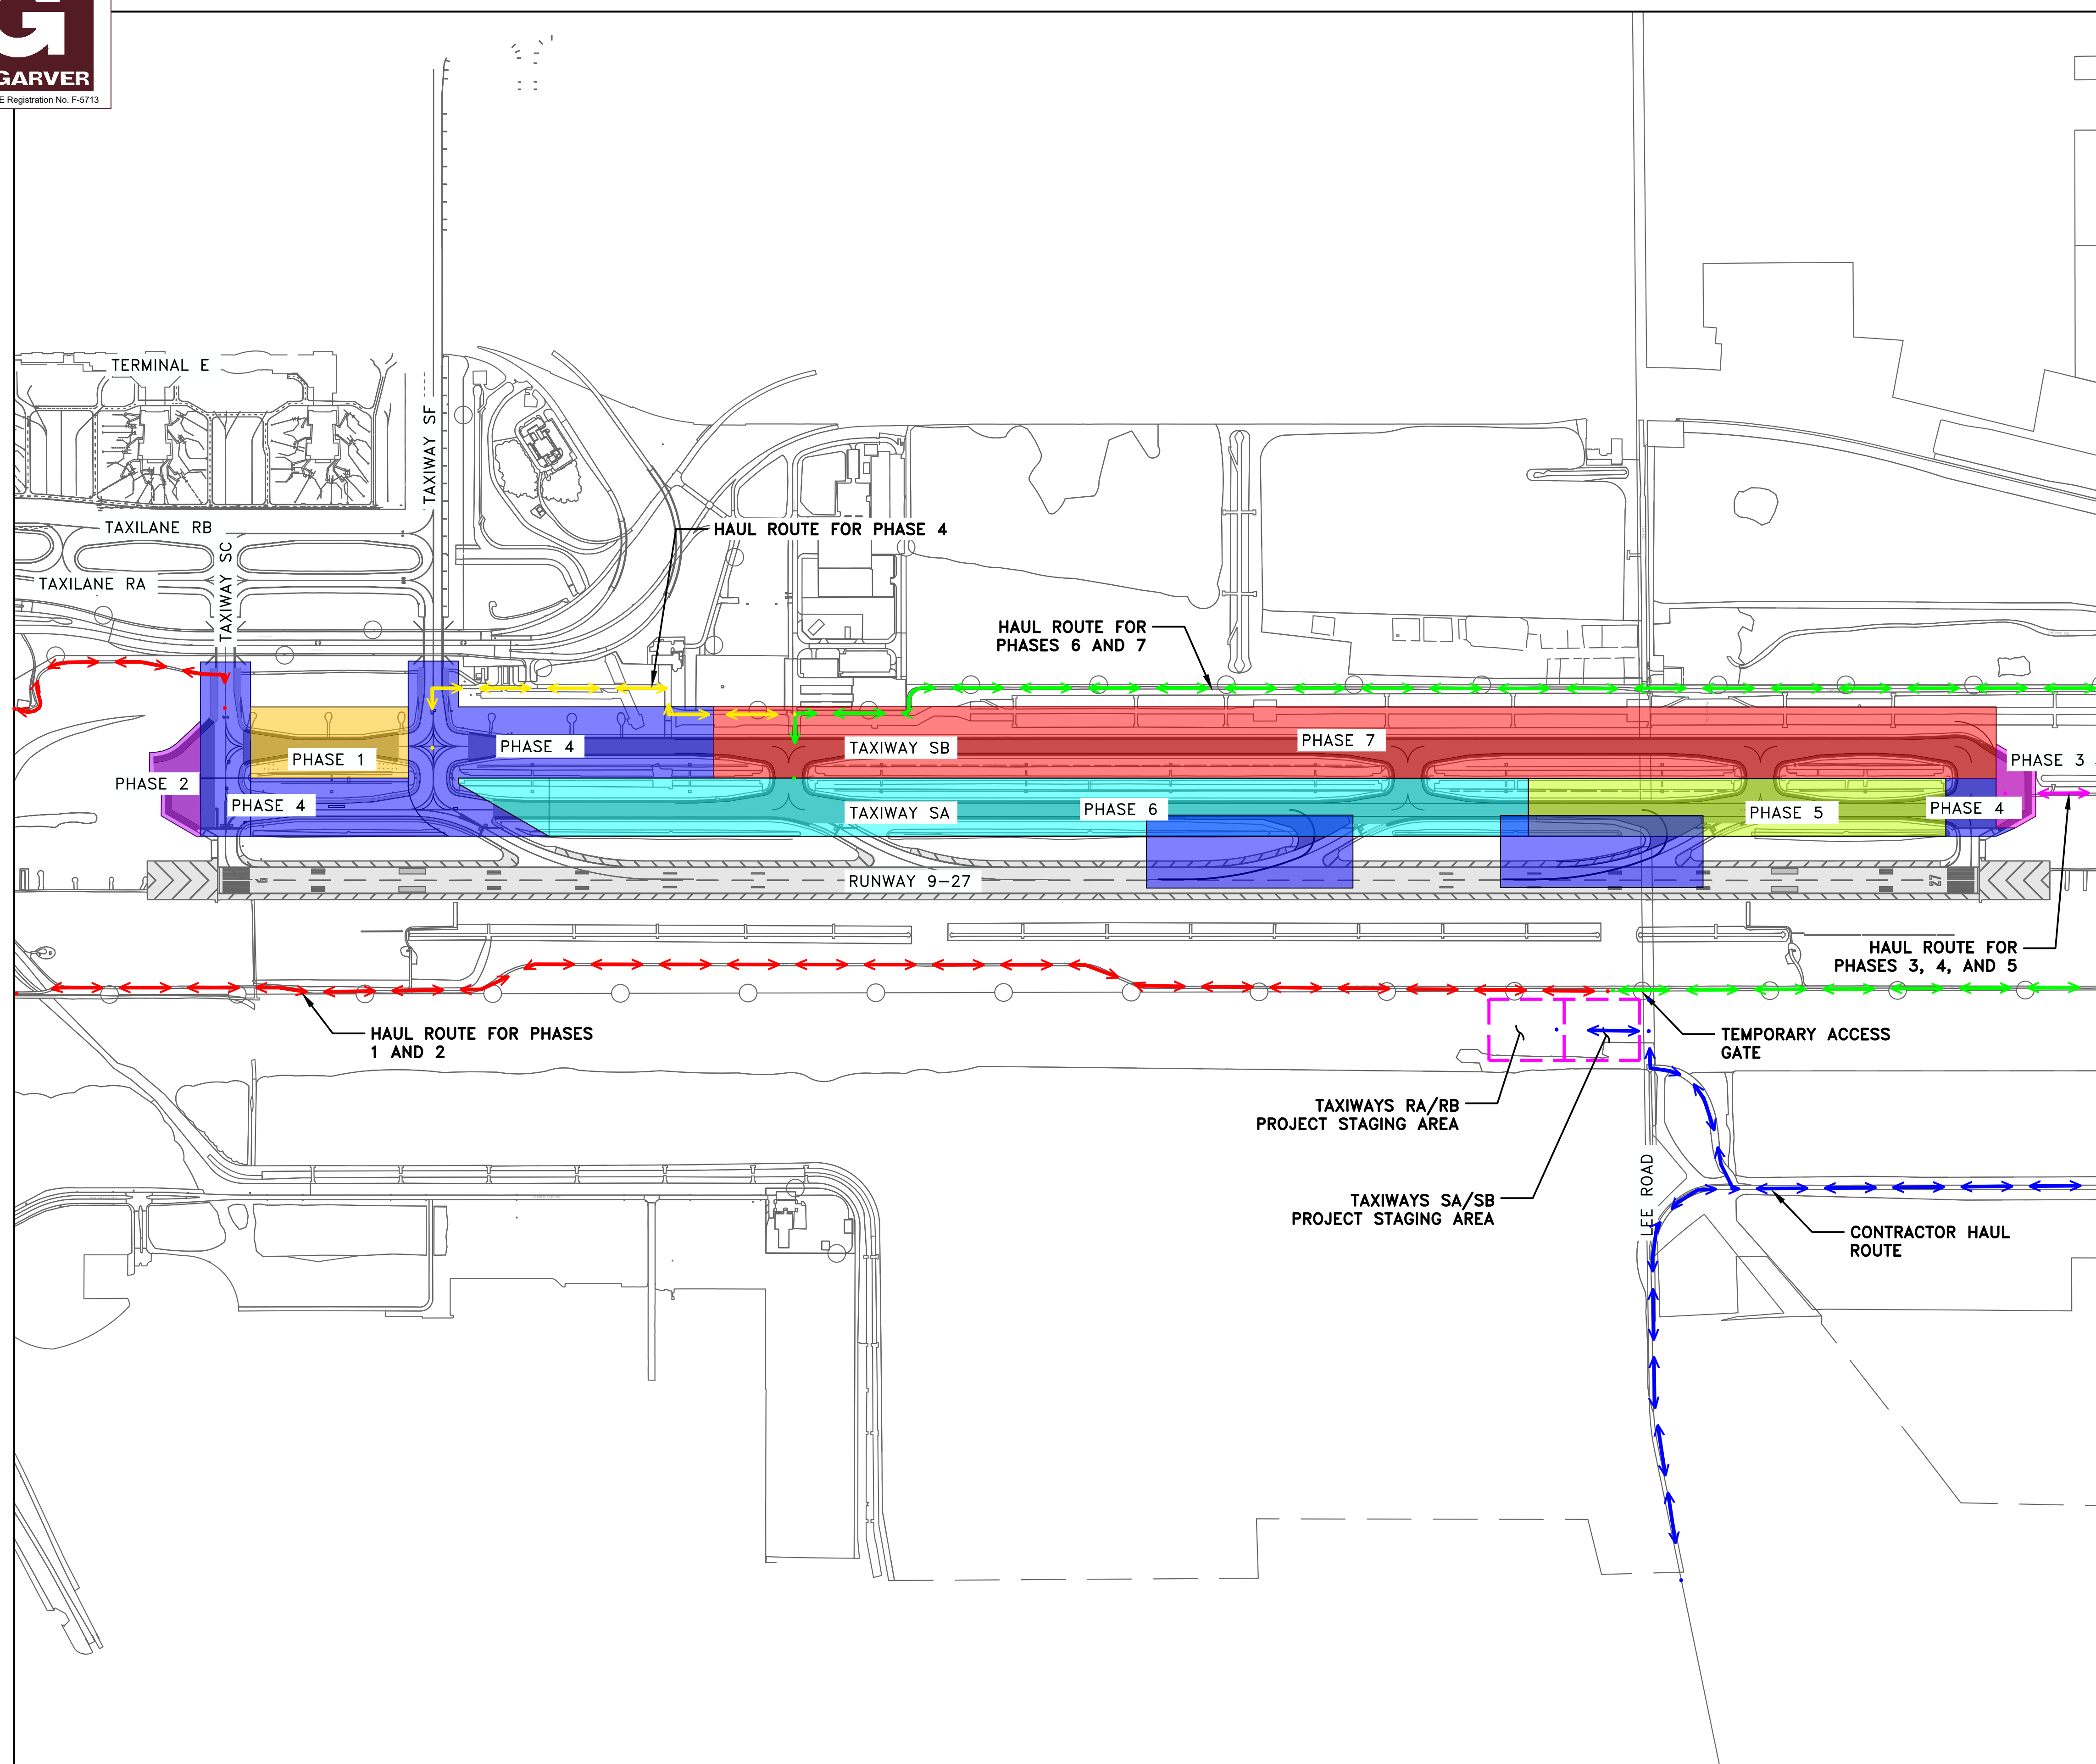 GARVER
E Registration No. F-5713
TERMINAL E
TAXIWAY SF
TAXILANE RB
HAUL ROUTE FOR PHASE 4
TAXIWAY SC
TAXILANE RA
HAUL ROUTE FOR
PHASES 6 AND 7
PHASE 1
PHASE 4
TAXIWAY SB
PHASE 7
PHASE 3
PHASE 2
PHASE 4
TAXIWAY SA
PHASE 6
PHASE 5
PHASE 4
RUNWAY 9-27
27
HAUL ROUTE FOR
PHASES 3, 4, AND 5
HAUL ROUTE FOR PHASES
1 AND 2
TEMPORARY ACCESS
GATE
TAXIWAYS RA/RB
PROJECT STAGING AREA
TAXIWAYS SA/SB
PROJECT STAGING AREA
LEE ROAD
CONTRACTOR HAUL
ROUTE